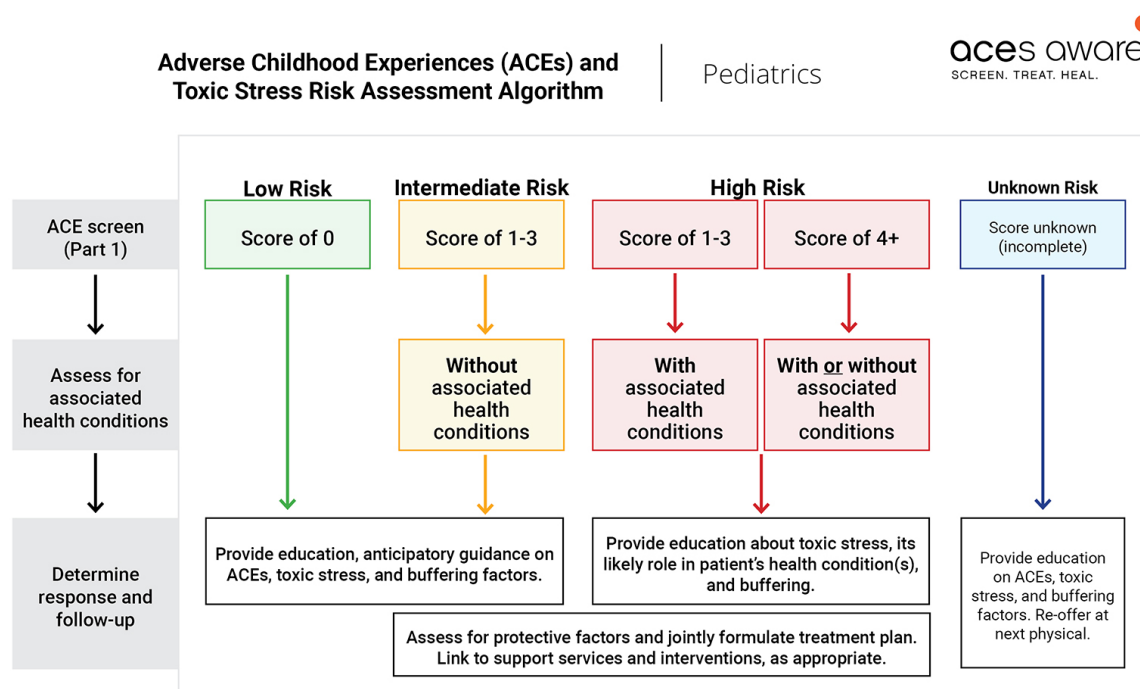 Adverse Childhood Experiences (ACEs) and
Toxic Stress Risk Assessment Algorithm
Pediatrics
aces aware
SCREEN. TREAT. HEAL.
Low Risk
Intermediate Risk
High Risk
Unknown Risk
ACE screen
(Part 1)
Score of 0
Score of 1-3
Score of 1-3
Score of 4+
Score unknown
(incomplete)
Assess for
associated
health conditions
Without
associated
health
conditions
With
associated
health
conditions
With or without
associated
health
conditions
Determine
response and
follow-up
Provide education, anticipatory guidance on
ACEs, toxic stress, and buffering factors.
Provide education about toxic stress, its
likely role in patient's health condition(s),
and buffering.
Provide education
on ACEs, toxic
stress, and buffering
factors. Re-offer at
next physical.
Assess for protective factors and jointly formulate treatment plan.
Link to support services and interventions, as appropriate.